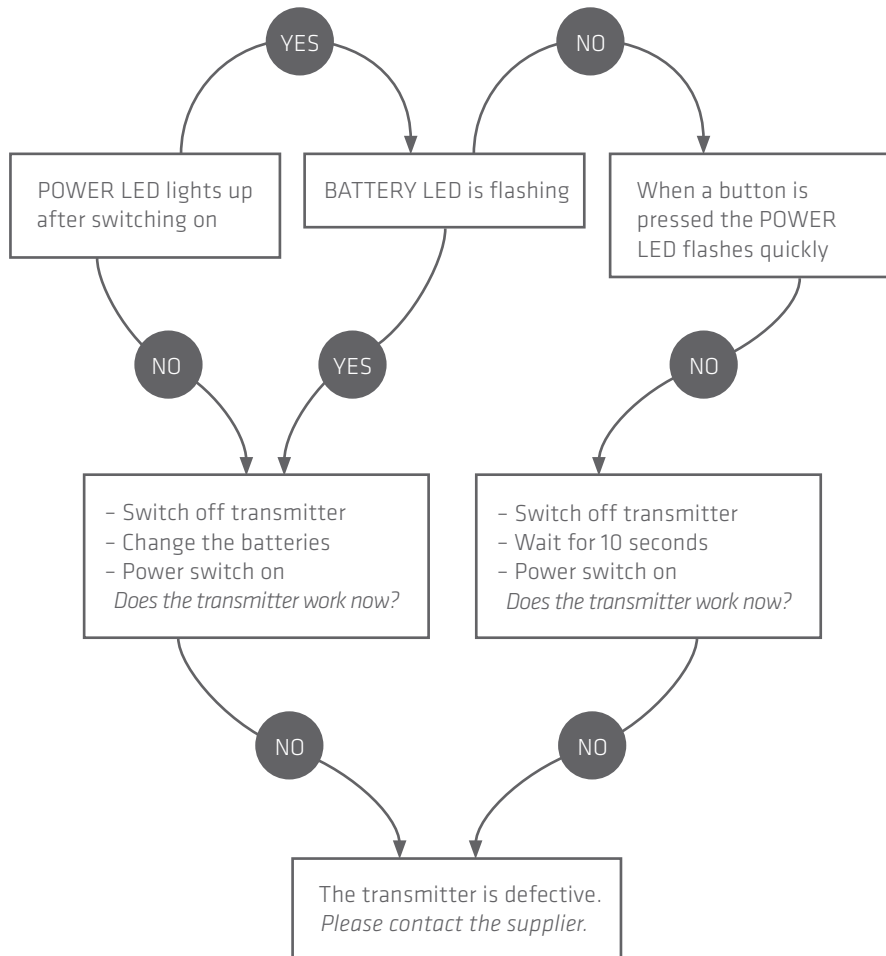 YES
NO
POWER LED lights up
after switching on
BATTERY LED is flashing
When a button is
pressed the POWER
LED flashes quickly
NO
YES
NO
– Switch off transmitter
– Change the batteries
– Power switch on
Does the transmitter work now?
– Switch off transmitter
– Wait for 10 seconds
– Power switch on
Does the transmitter work now?
NO
NO
The transmitter is defective.
Please contact the supplier.